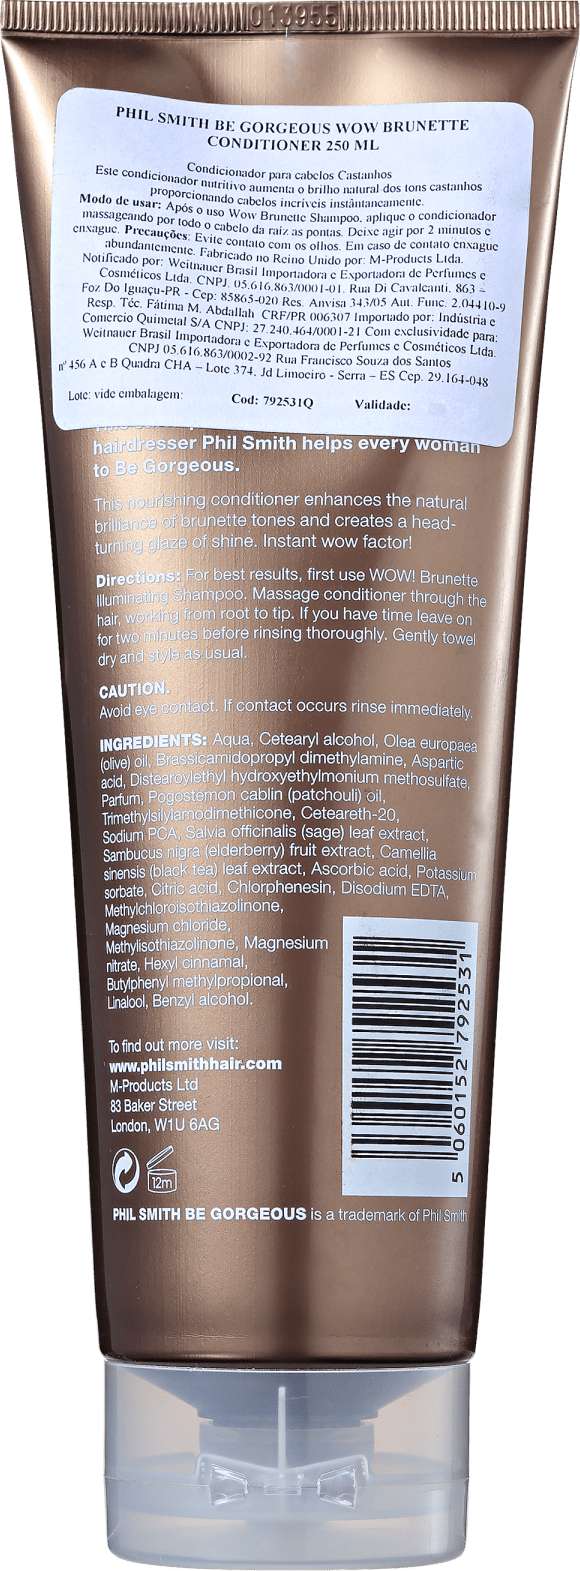 013955
PHIL SMITH BE GORGEOUS WOW BRUNETTE
CONDITIONER 250 ML
Condicionador para cabelos Castanhos
Este condicionador nutritivo aumenta o brilho natural dos tons castanhos
proporcionando cabelos incríveis instântaneamente.
Modo de usar: Após o uso Wow Brunette Shampoo, aplique o condicionador
massageando por todo o cabelo da raíz as pontas. Deixe agir por 2 minutos e
enxague. Precauções: Evite contato com os olhos. Em caso de contato enxague
abundantemente. Fabricado no Reino Unido por: M-Products Ltda.
Notificado por: Weitnauer Brasil Importadora e Exportadora de Perfumes e
Cosméticos Ltda. CNPJ. 05.616.863/0001-01. Rua Di Cavalcanti, 863 –
Foz Do Iguaçu-PR - Cep: 85865-020 Res. Anvisa 343/05 Aut. Func. 2.04410-9
Resp. Téc. Fátima M. Abdallah CRF/PR 006307 Importado por: Indústria e
Comercio Quimetal S/A CNPJ: 27.240.464/0001-21 Com exclusividade para:
Weitnauer Brasil Importadora e Exportadora de Perfumes e Cosméticos Ltda.
CNPJ 05.616.863/0002-92 Rua Francisco Souza dos Santos
nº 456 A e B Quadra CHA – Lote 374, Jd Limoeiro - Serra – ES Cep. 29.164-048
Lote: vide embalagem: Cod: 792531Q Validade:
hairdresser Phil Smith helps every woman
to Be Gorgeous.
This nourishing conditioner enhances the natural
brilliance of brunette tones and creates a head-
turning glaze of shine. Instant wow factor!
Directions: For best results, first use WOW! Brunette
Illuminating Shampoo. Massage conditioner through the
hair, working from root to tip. If you have time leave on
for two minutes before rinsing thoroughly. Gently towel
dry and style as usual.
CAUTION.
Avoid eye contact. If contact occurs rinse immediately.
INGREDIENTS: Aqua, Cetearyl alcohol, Olea europaea
(olive) oil, Brassicamidopropyl dimethylamine, Aspartic
acid, Distearoylethyl hydroxyethylmonium methosulfate,
Parfum, Pogostemon cablin (patchouli) oil,
Trimethylsilylamodimethicone, Ceteareth-20,
Sodium PCA, Salvia officinalis (sage) leaf extract,
Sambucus nigra (elderberry) fruit extract, Camellia
sinensis (black tea) leaf extract, Ascorbic acid, Potassium
sorbate, Citric acid, Chlorphenesin, Disodium EDTA,
Methylchloroisothiazolinone,
Magnesium chloride,
Methylisothiazolinone, Magnesium
nitrate, Hexyl cinnamal,
Butylphenyl methylpropional,
Linalool, Benzyl alcohol.
To find out more visit:
www.philsmithhair.com
M-Products Ltd
83 Baker Street
London, W1U 6AG
12m
5 060152 792531
PHIL SMITH BE GORGEOUS is a trademark of Phil Smith